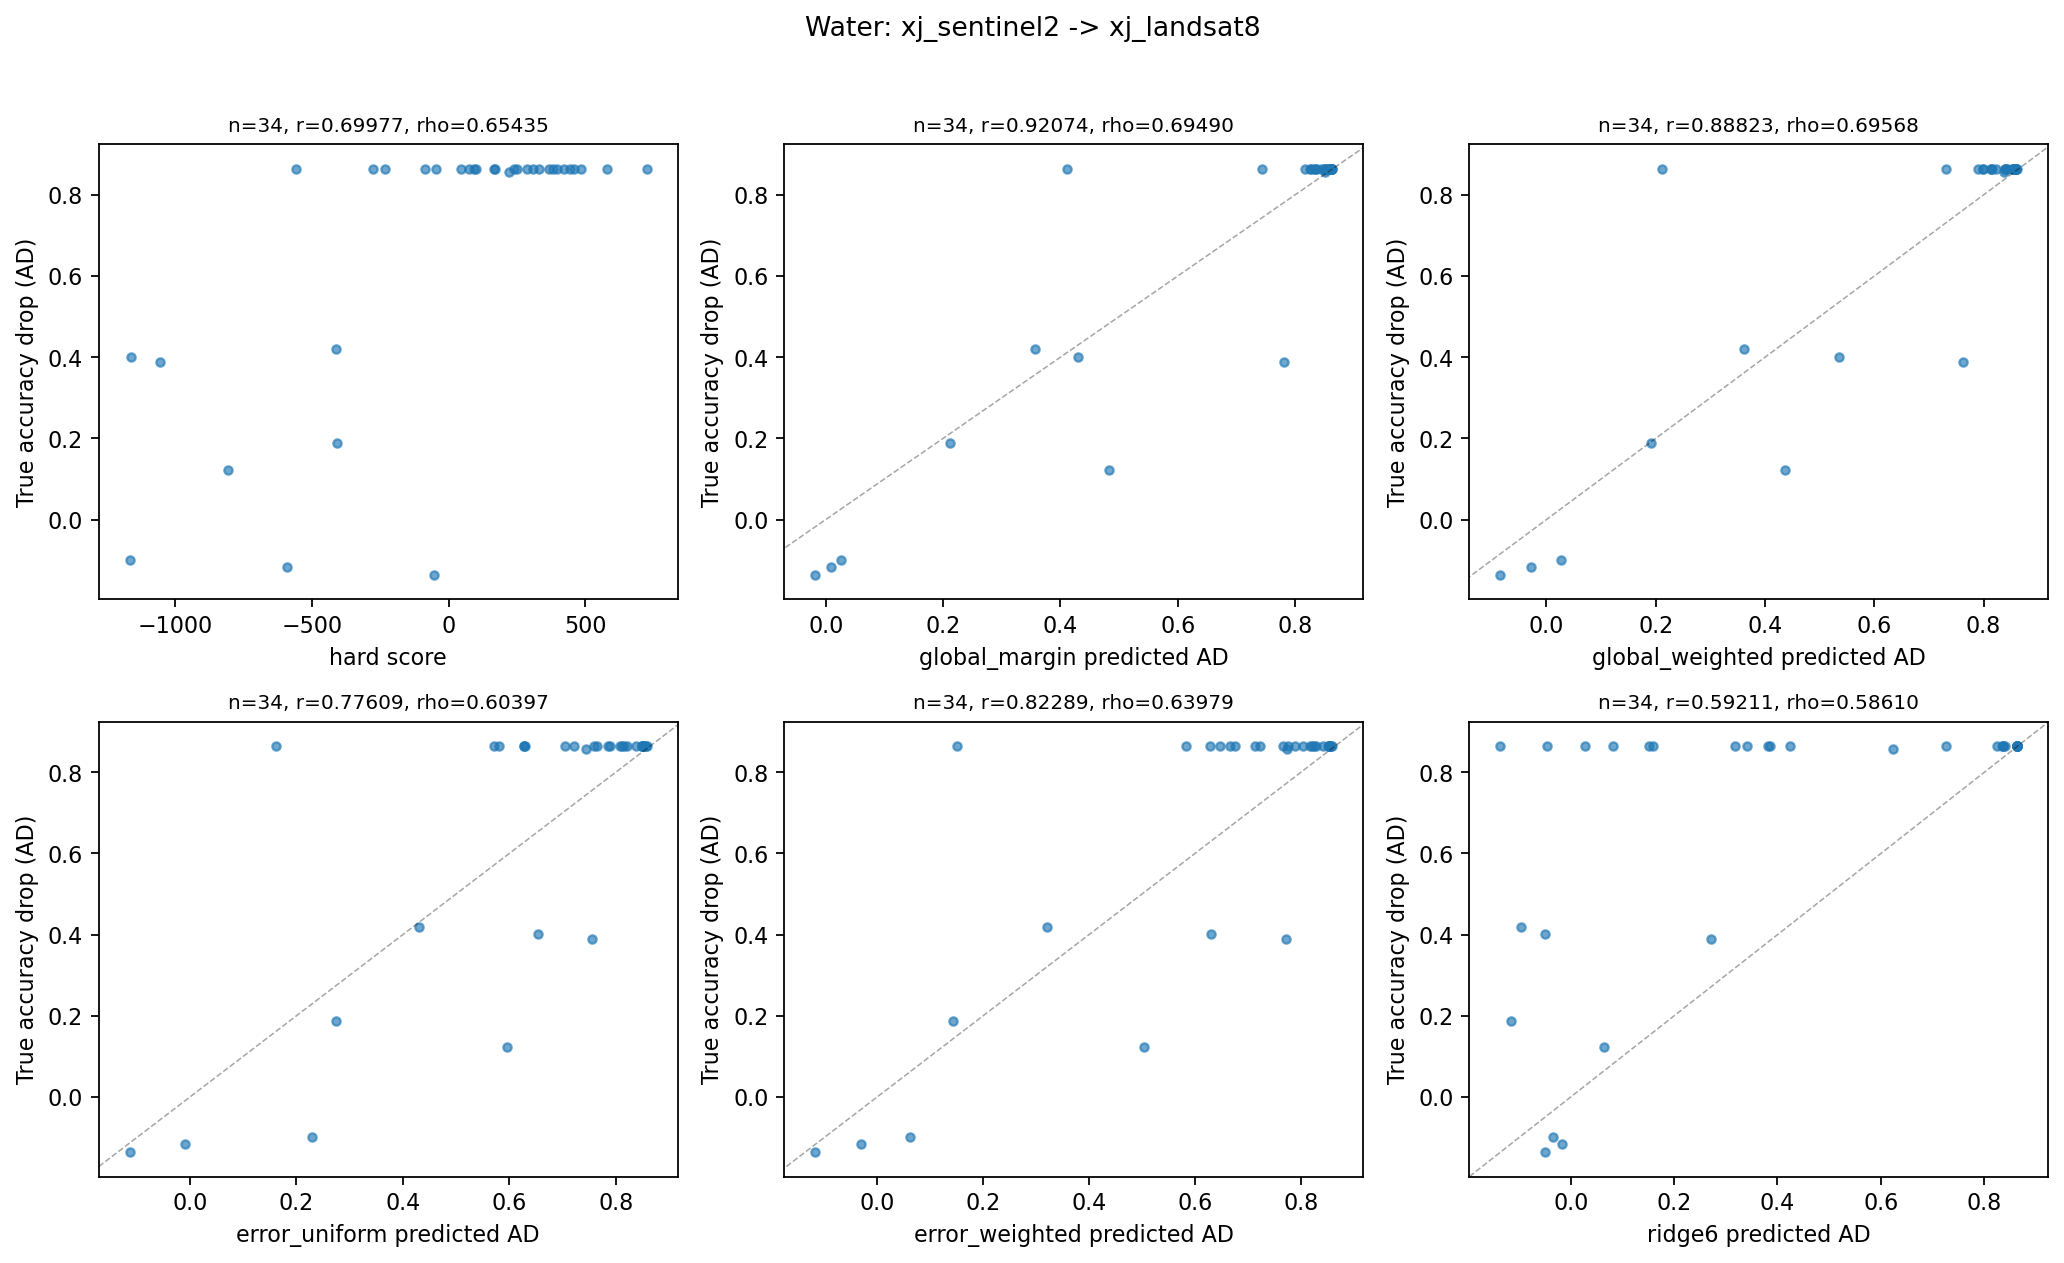 Water: xj_sentinel2 -> xj_landsat8
n=34, r=0.69977, rho=0.65435
True accuracy drop (AD)
0.8
0.6
0.4
0.2
0.0
−1000 −500 0 500
hard score
n=34, r=0.92074, rho=0.69490
True accuracy drop (AD)
0.8
0.6
0.4
0.2
0.0
0.0 0.2 0.4 0.6 0.8
global_margin predicted AD
n=34, r=0.88823, rho=0.69568
True accuracy drop (AD)
0.8
0.6
0.4
0.2
0.0
0.0 0.2 0.4 0.6 0.8
global_weighted predicted AD
n=34, r=0.77609, rho=0.60397
True accuracy drop (AD)
0.8
0.6
0.4
0.2
0.0
0.0 0.2 0.4 0.6 0.8
error_uniform predicted AD
n=34, r=0.82289, rho=0.63979
True accuracy drop (AD)
0.8
0.6
0.4
0.2
0.0
0.0 0.2 0.4 0.6 0.8
error_weighted predicted AD
n=34, r=0.59211, rho=0.58610
True accuracy drop (AD)
0.8
0.6
0.4
0.2
0.0
0.0 0.2 0.4 0.6 0.8
ridge6 predicted AD